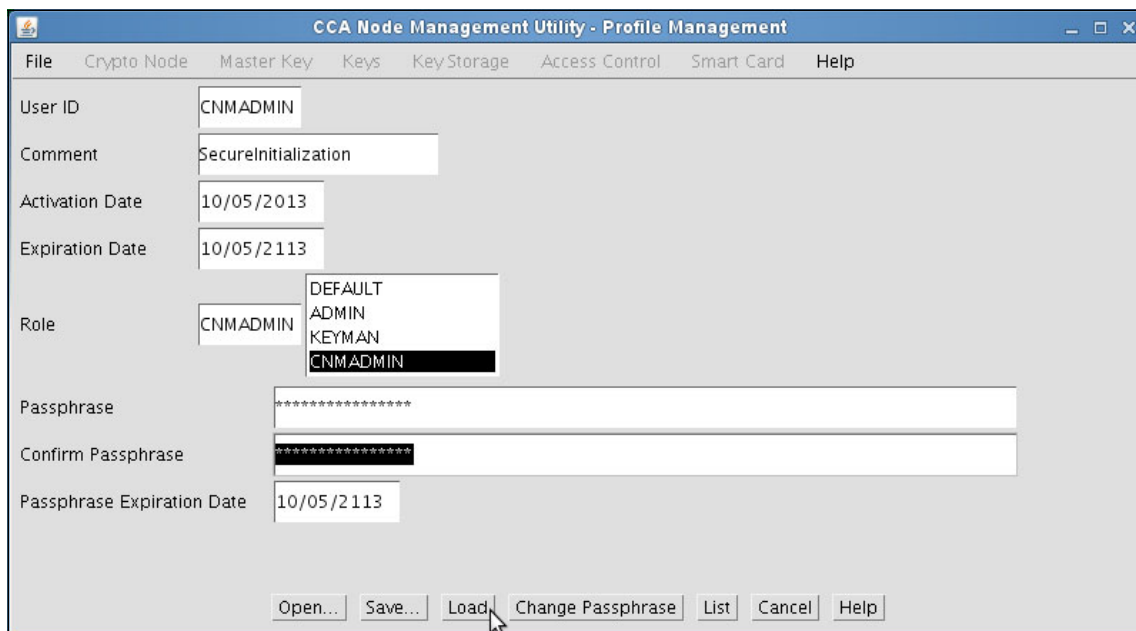 CCA Node Management Utility - Profile Management
File Crypto Node Master Key Keys Key Storage Access Control Smart Card Help
User ID CNMADMIN
Comment SecureInitialization
Activation Date 10/05/2013
Expiration Date 10/05/2113
DEFAULT
ADMIN
Role CNMADMIN
KEYMAN
CNMADMIN
Passphrase ****************
Confirm Passphrase ****************
Passphrase Expiration Date 10/05/2113
Open... Save... Load Change Passphrase List Cancel Help